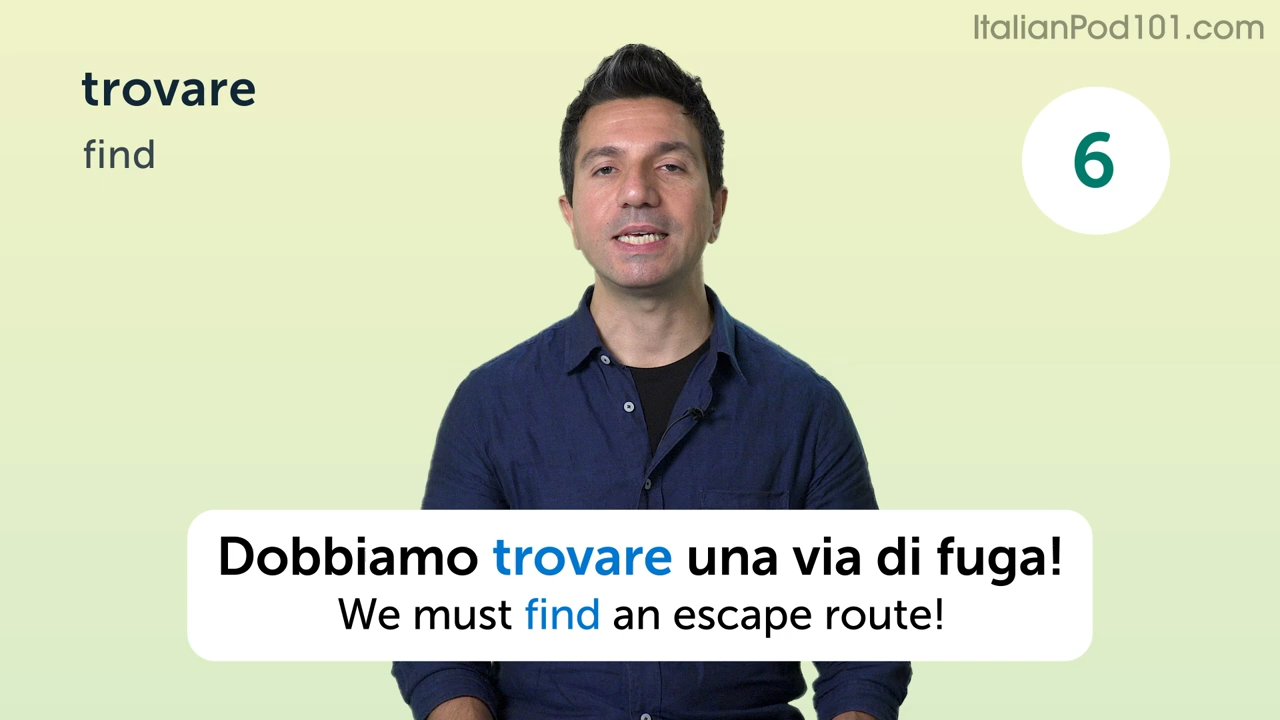 ItalianPod101.com
trovare
find
6
Dobbiamo trovare una via di fuga!
We must find an escape route!